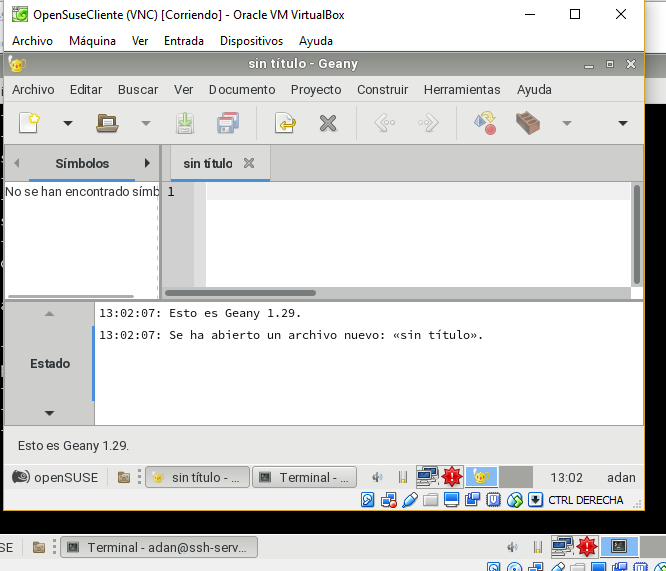 OpenSuseCliente (VNC) [Corriendo] - Oracle VM VirtualBox
Archivo Máquina Ver Entrada Dispositivos Ayuda
sin título - Geany
Archivo Editar Buscar Ver Documento Proyecto Construir Herramientas Ayuda
Símbolos sin título
No se han encontrado símb
1
13:02:07: Esto es Geany 1.29.
13:02:07: Se ha abierto un archivo nuevo: «sin título».
Estado
Esto es Geany 1.29.
openSUSE sin título - ... Terminal - ... 13:02 adan
CTRL DERECHA
SE Terminal - adan@ssh-serv...